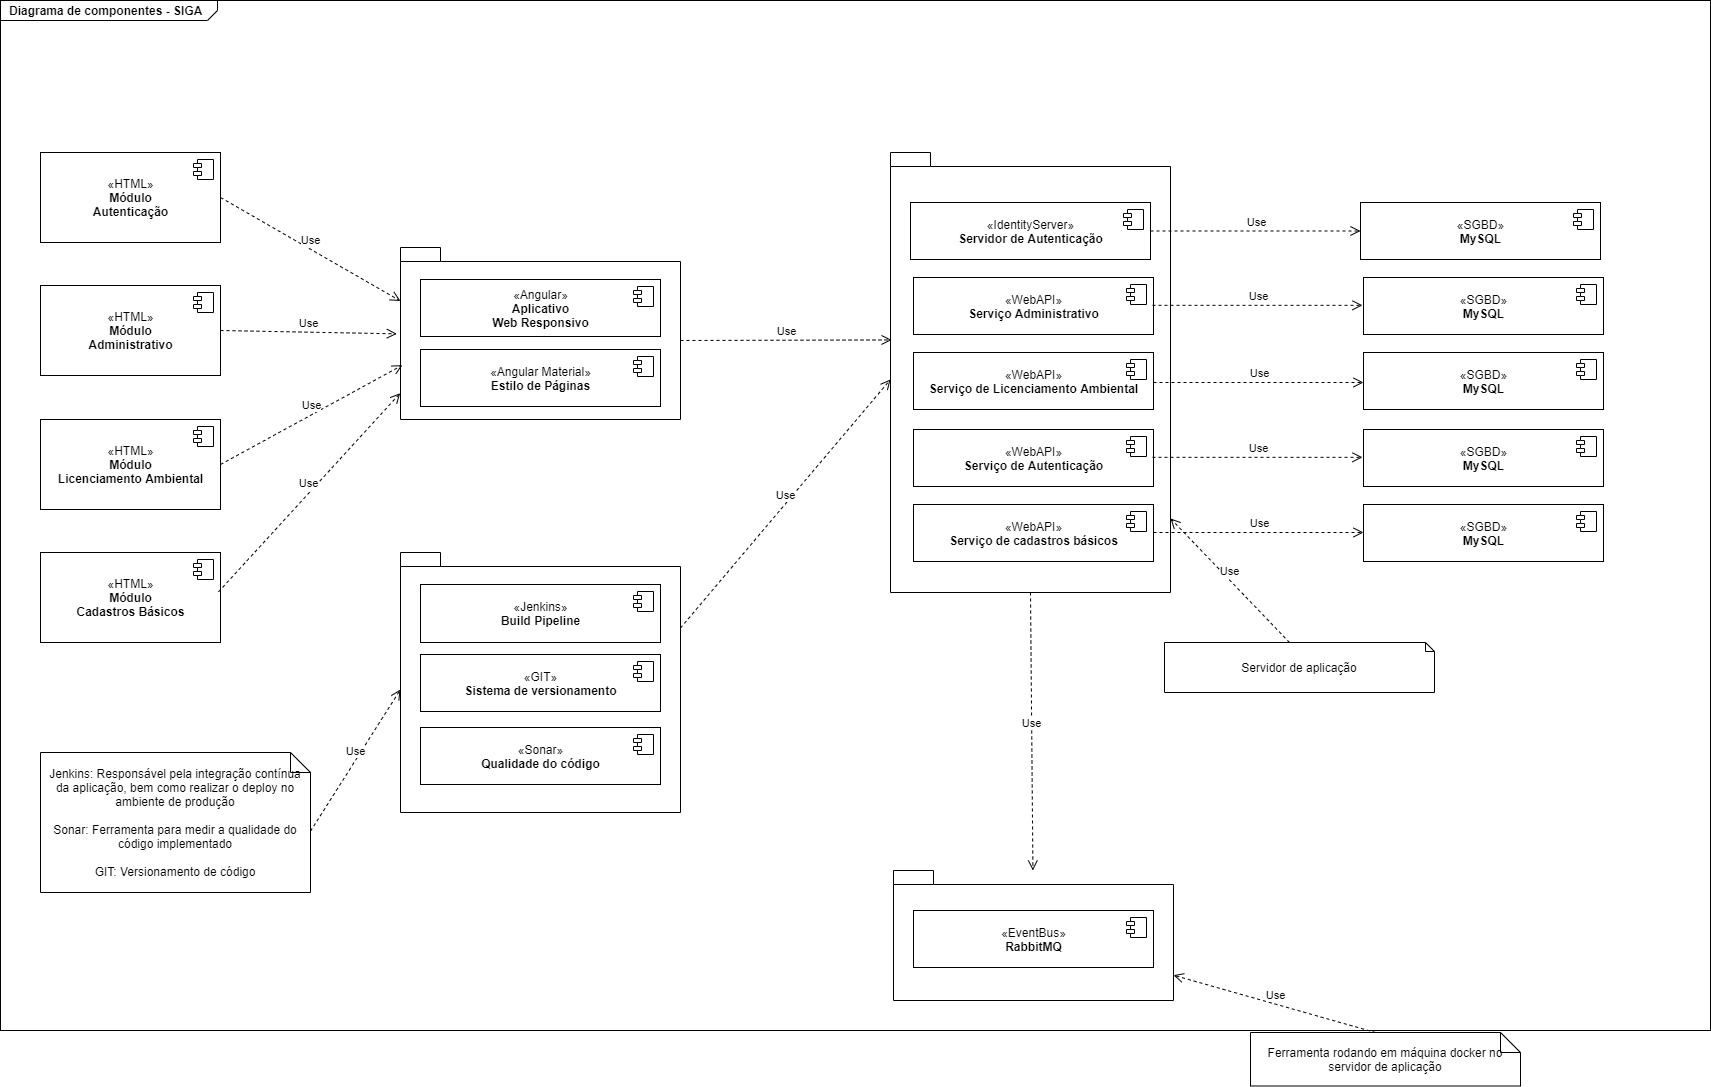 Diagrama de componentes - SIGA
«HTML»
Módulo
Autenticação
Use
«HTML»
Módulo
Administrativo
Use
«HTML»
Módulo
Licenciamento Ambiental
Use
«HTML»
Módulo
Cadastros Básicos
Use
«Angular»
Aplicativo
Web Responsivo
«Angular Material»
Estilo de Páginas
Use
«Jenkins»
Build Pipeline
«GIT»
Sistema de versionamento
«Sonar»
Qualidade do código
Use
Jenkins: Responsável pela integração contínua
da aplicação, bem como realizar o deploy no
ambiente de produção
Sonar: Ferramenta para medir a qualidade do
código implementado
GIT: Versionamento de código
Use
«IdentityServer»
Servidor de Autenticação
Use
«SGBD»
MySQL
«WebAPI»
Serviço Administrativo
Use
«SGBD»
MySQL
«WebAPI»
Serviço de Licenciamento Ambiental
Use
«SGBD»
MySQL
«WebAPI»
Serviço de Autenticação
Use
«SGBD»
MySQL
«WebAPI»
Serviço de cadastros básicos
Use
«SGBD»
MySQL
Use
Servidor de aplicação
Use
«EventBus»
RabbitMQ
Use
Ferramenta rodando em máquina docker no
servidor de aplicação